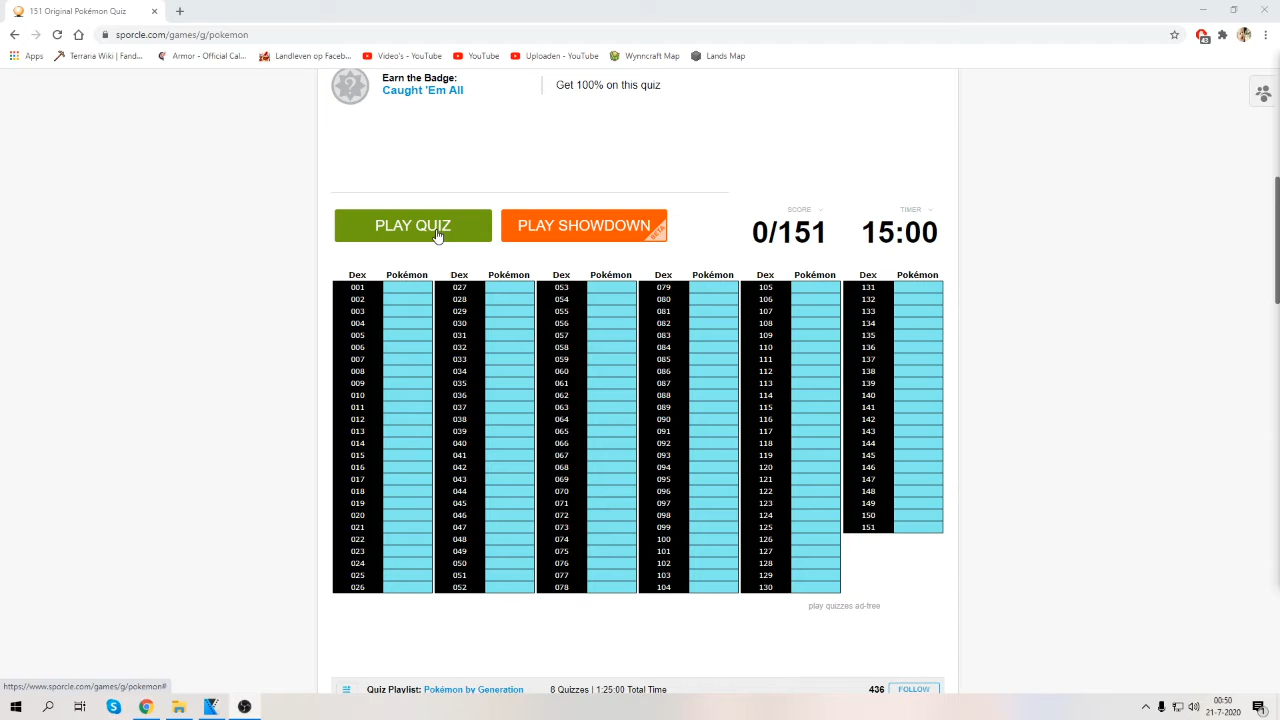 151 Original Pokémon Quiz
sporcle.com/games/g/pokemon
43
Apps Terraria Wiki | Fand... Armor - Official Cal... Landleven op Faceb... Video's - YouTube YouTube Uploaden - YouTube Wynncraft Map Lands Map
Earn the Badge:
Caught 'Em All
Get 100% on this quiz
PLAY QUIZ PLAY SHOWDOWN BETA
SCORE TIMER
0/151 15:00
Dex Pokémon Dex Pokémon Dex Pokémon Dex Pokémon Dex Pokémon Dex Pokémon
001 027 053 079 105 131
002 028 054 080 106 132
003 029 055 081 107 133
004 030 056 082 108 134
005 031 057 083 109 135
006 032 058 084 110 136
007 033 059 085 111 137
008 034 060 086 112 138
009 035 061 087 113 139
010 036 062 088 114 140
011 037 063 089 115 141
012 038 064 090 116 142
013 039 065 091 117 143
014 040 066 092 118 144
015 041 067 093 119 145
016 042 068 094 120 146
017 043 069 095 121 147
018 044 070 096 122 148
019 045 071 097 123 149
020 046 072 098 124 150
021 047 073 099 125 151
022 048 074 100 126
023 049 075 101 127
024 050 076 102 128
025 051 077 103 129
026 052 078 104 130
play quizzes ad-free
Quiz Playlist: Pokémon by Generation 8 Quizzes | 1:25:00 Total Time 436 FOLLOW
https://www.sporcle.com/games/g/pokemon#
00:50
21-7-2020
1